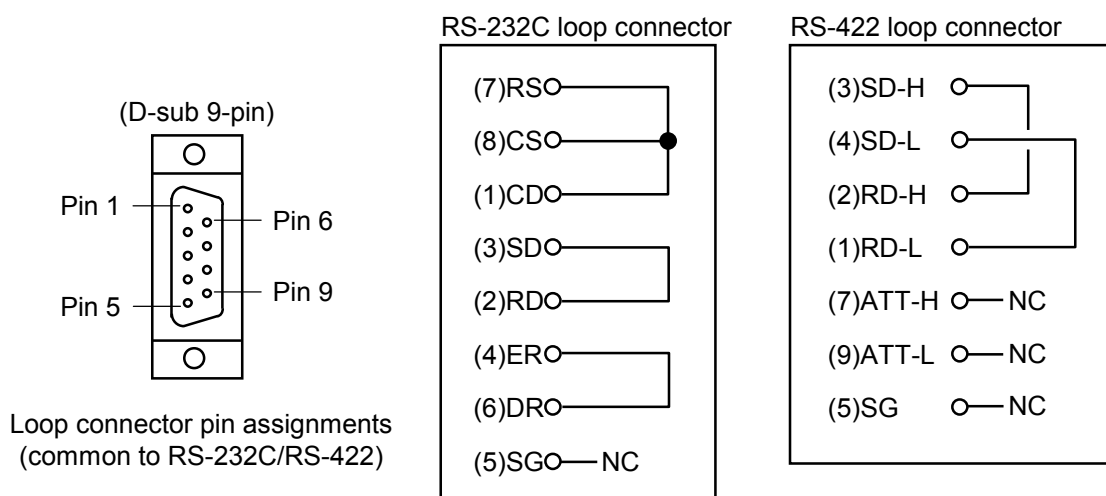 (D-sub 9-pin)
Pin 1
Pin 6
Pin 5
Pin 9
Loop connector pin assignments
(common to RS-232C/RS-422)
RS-232C loop connector
(7)RS
(8)CS
(1)CD
(3)SD
(2)RD
(4)ER
(6)DR
(5)SG NC
RS-422 loop connector
(3)SD-H
(4)SD-L
(2)RD-H
(1)RD-L
(7)ATT-H NC
(9)ATT-L NC
(5)SG NC